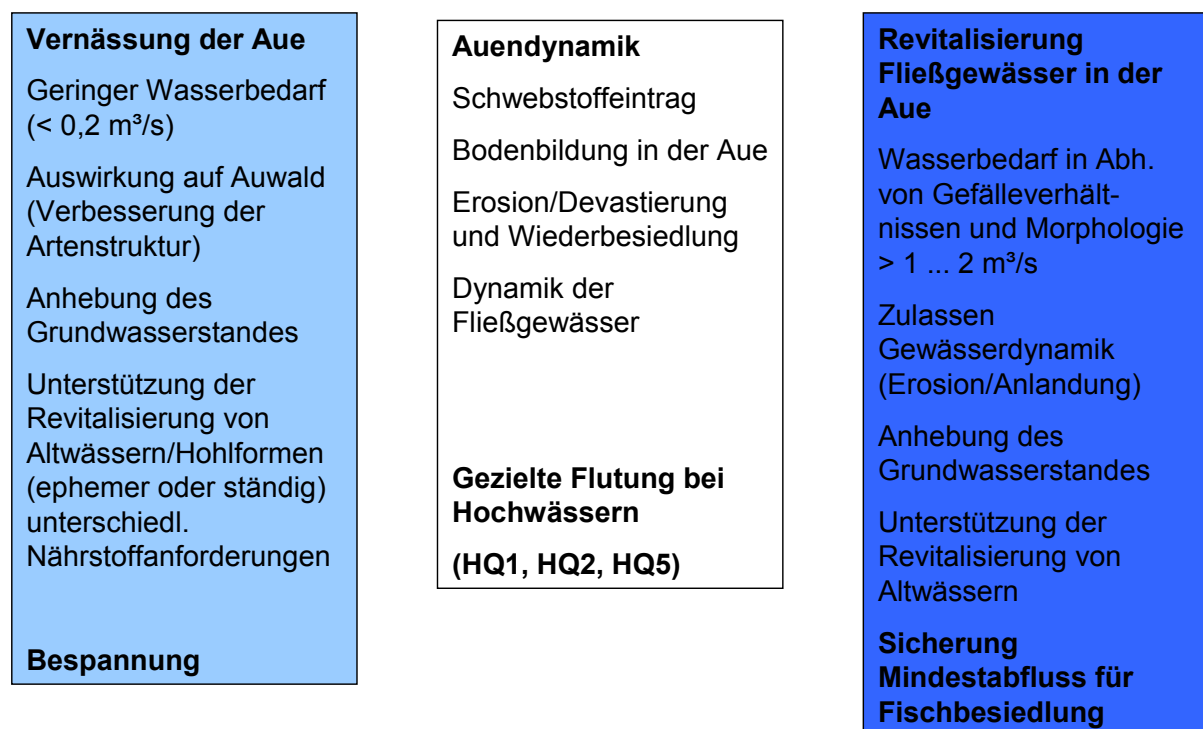 Vernässung der Aue
Geringer Wasserbedarf
(< 0,2 m³/s)
Auswirkung auf Auwald
(Verbesserung der
Artenstruktur)
Anhebung des
Grundwasserstandes
Unterstützung der
Revitalisierung von
Altwässern/Hohlformen
(ephemer oder ständig)
unterschiedl.
Nährstoffanforderungen
Bespannung
Auendynamik
Schwebstoffeintrag
Bodenbildung in der Aue
Erosion/Devastierung
und Wiederbesiedlung
Dynamik der
Fließgewässer
Gezielte Flutung bei
Hochwässern
(HQ1, HQ2, HQ5)
Revitalisierung
Fließgewässer in der
Aue
Wasserbedarf in Abh.
von Gefälleverhält-
nissen und Morphologie
> 1 ... 2 m³/s
Zulassen
Gewässerdynamik
(Erosion/Anlandung)
Anhebung des
Grundwasserstandes
Unterstützung der
Revitalisierung von
Altwässern
Sicherung
Mindestabfluss für
Fischbesiedlung